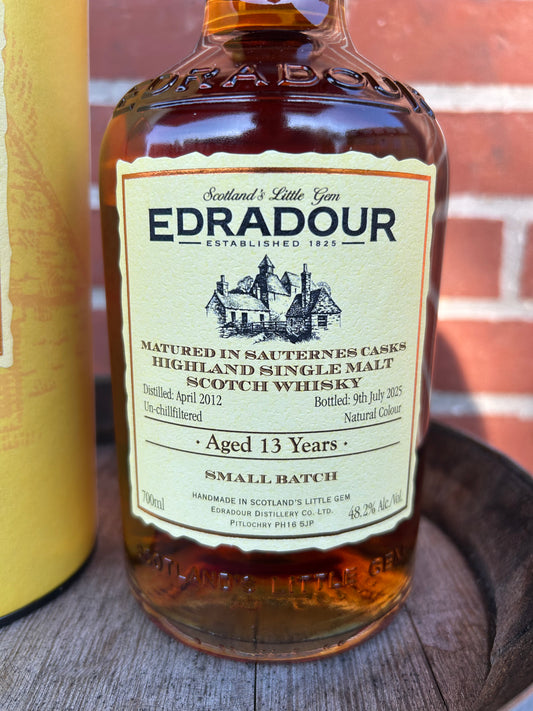 EDRADOUR
Scotland's Little Gem
EDRADOUR
ESTABLISHED 1825
MATURED IN SAUTERNES CASKS
HIGHLAND SINGLE MALT
SCOTCH WHISKY
Distilled: April 2012
Bottled: 9th July 2025
Un-chillfiltered
Natural Colour
· Aged 13 Years ·
SMALL BATCH
700ml
HANDMADE IN SCOTLAND'S LITTLE GEM
EDRADOUR DISTILLERY CO. LTD.
PITLOCHRY PH16 5JP
48.2% Alc./Vol.
SCOTLAND'S LITTLE GEM